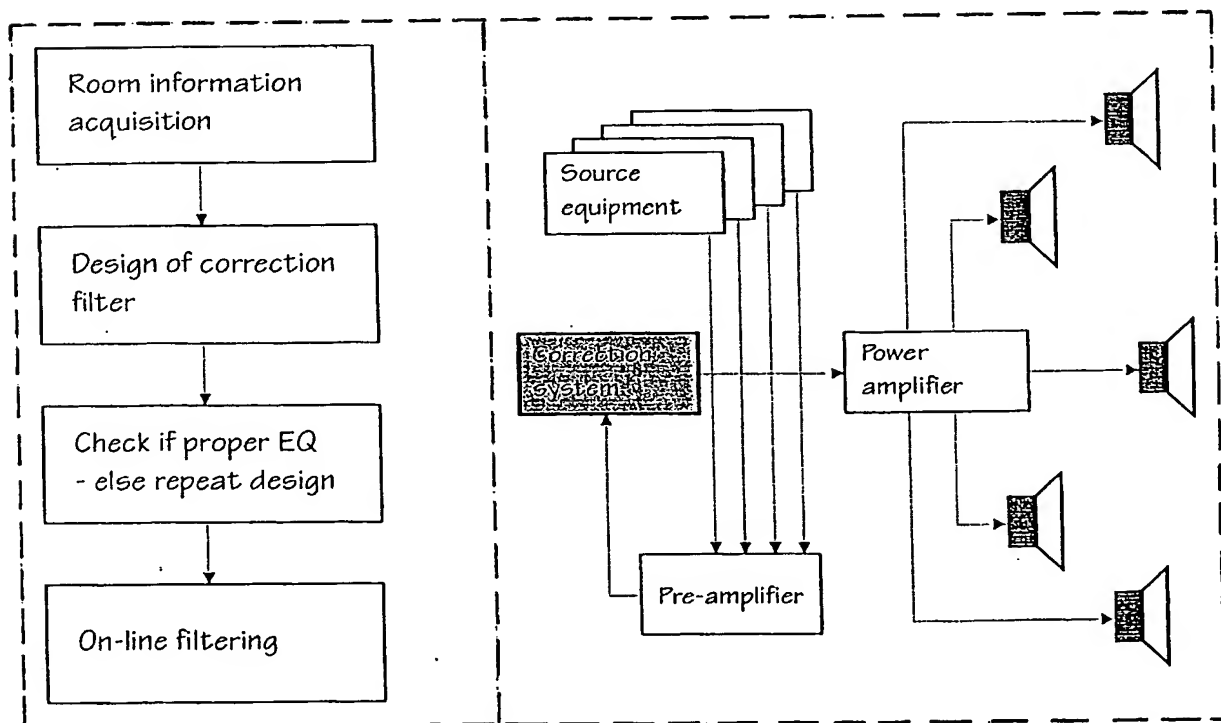 Room information
acquisition
Design of correction
filter
Check if proper EQ
- else repeat design
On-line filtering
Source
equipment
Correction
system
Power
amplifier
Pre-amplifier